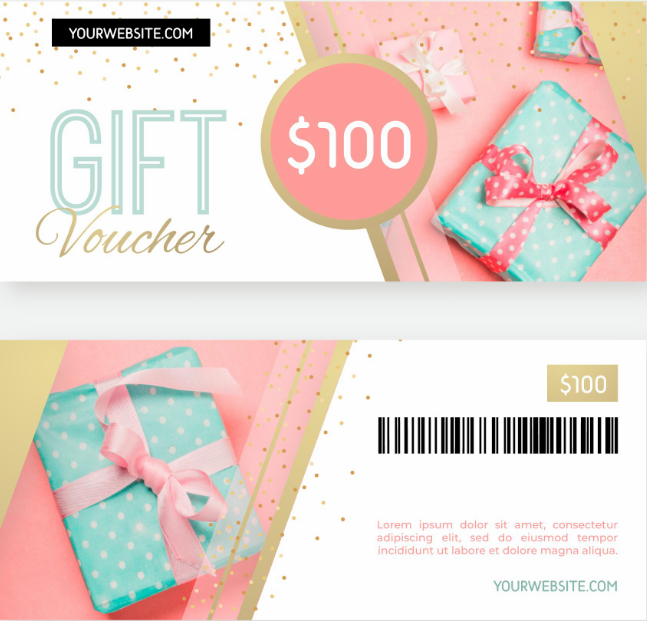 YOURWEBSITE.COM
GIFT
Voucher
$100
$100
Lorem ipsum dolor sit amet, consectetur
adipiscing elit, sed do eiusmod tempor
incididunt ut labore et dolore magna aliqua.
YOURWEBSITE.COM